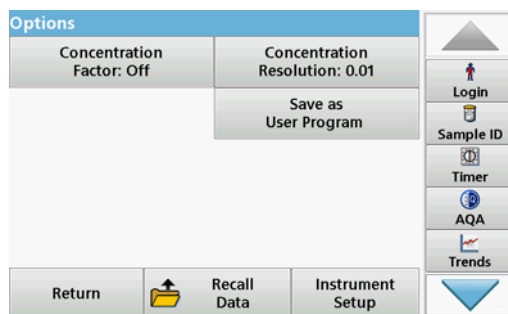 Options
Concentration
Factor: Off
Concentration
Resolution: 0.01
Save as
User Program
Login
Sample ID
Timer
AQA
Trends
Return
Recall
Data
Instrument
Setup